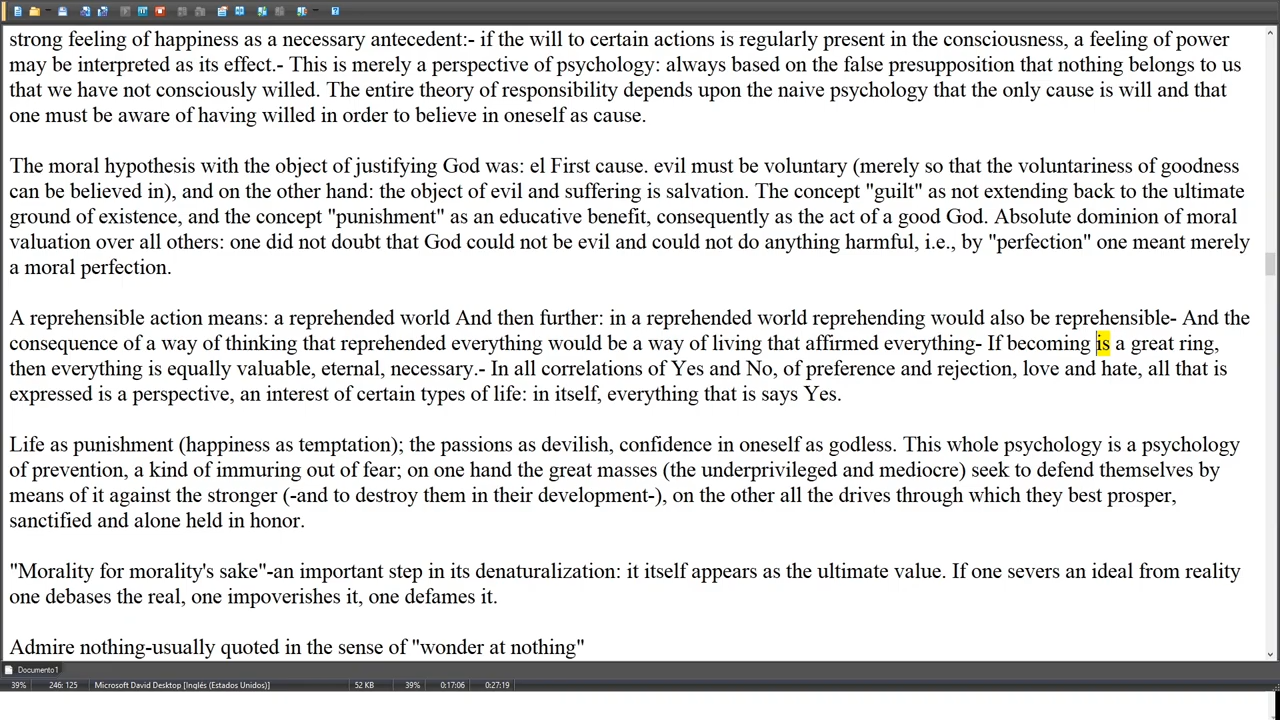 strong feeling of happiness as a necessary antecedent:- if the will to certain actions is regularly present in the consciousness, a feeling of power
may be interpreted as its effect.- This is merely a perspective of psychology: always based on the false presupposition that nothing belongs to us
that we have not consciously willed. The entire theory of responsibility depends upon the naive psychology that the only cause is will and that
one must be aware of having willed in order to believe in oneself as cause.
The moral hypothesis with the object of justifying God was: el First cause. evil must be voluntary (merely so that the voluntariness of goodness
can be believed in), and on the other hand: the object of evil and suffering is salvation. The concept "guilt" as not extending back to the ultimate
ground of existence, and the concept "punishment" as an educative benefit, consequently as the act of a good God. Absolute dominion of moral
valuation over all others: one did not doubt that God could not be evil and could not do anything harmful, i.e., by "perfection" one meant merely
a moral perfection.
A reprehensible action means: a reprehended world And then further: in a reprehended world reprehending would also be reprehensible- And the
consequence of a way of thinking that reprehended everything would be a way of living that affirmed everything- If becoming is a great ring,
then everything is equally valuable, eternal, necessary.- In all correlations of Yes and No, of preference and rejection, love and hate, all that is
expressed is a perspective, an interest of certain types of life: in itself, everything that is says Yes.
Life as punishment (happiness as temptation); the passions as devilish, confidence in oneself as godless. This whole psychology is a psychology
of prevention, a kind of immuring out of fear; on one hand the great masses (the underprivileged and mediocre) seek to defend themselves by
means of it against the stronger (-and to destroy them in their development-), on the other all the drives through which they best prosper,
sanctified and alone held in honor.
"Morality for morality's sake"-an important step in its denaturalization: it itself appears as the ultimate value. If one severs an ideal from reality
one debases the real, one impoverishes it, one defames it.
Admire nothing-usually quoted in the sense of "wonder at nothing"
Documento1
39% 246: 125 Microsoft David Desktop [Inglés (Estados Unidos)] 52 KB 39% 0:17:06 0:27:19